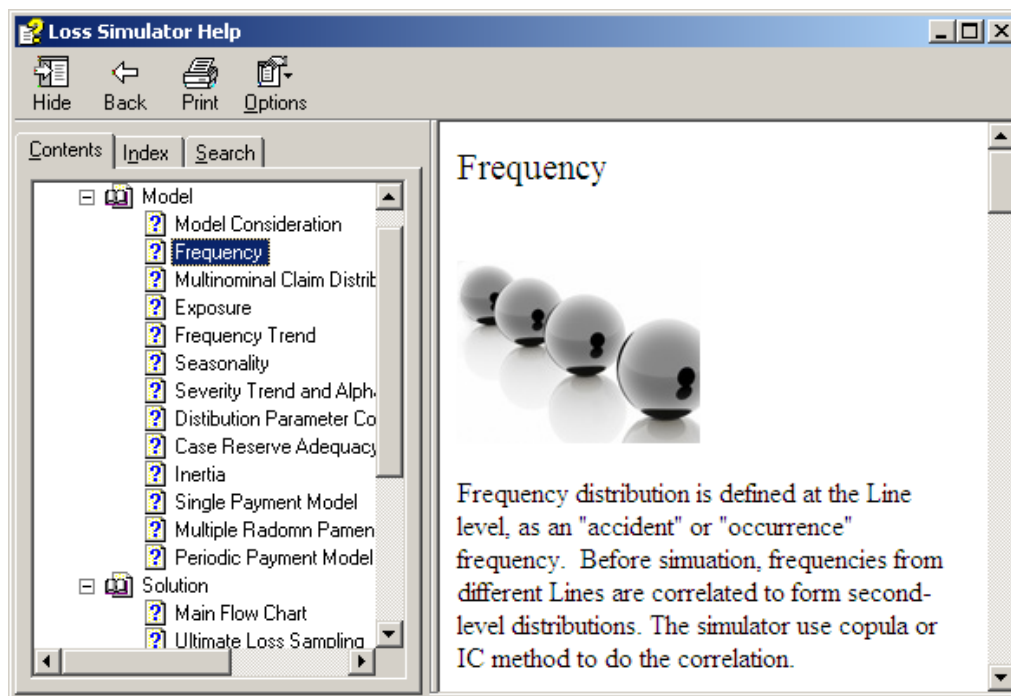 Loss Simulator Help
Hide Back Print Options
Contents Index Search
Model
Model Consideration
Frequency
Multinominal Claim Distrib
Exposure
Frequency Trend
Seasonality
Severity Trend and Alph
Distibution Parameter Co
Case Reserve Adequacy
Inertia
Single Payment Model
Multiple Radomn Pamen
Periodic Payment Model
Solution
Main Flow Chart
Ultimate Loss Sampling
Frequency
Frequency distribution is defined at the Line
level, as an "accident" or "occurrence"
frequency.  Before simuation, frequencies from
different Lines are correlated to form second-
level distributions. The simulator use copula or
IC method to do the correlation.